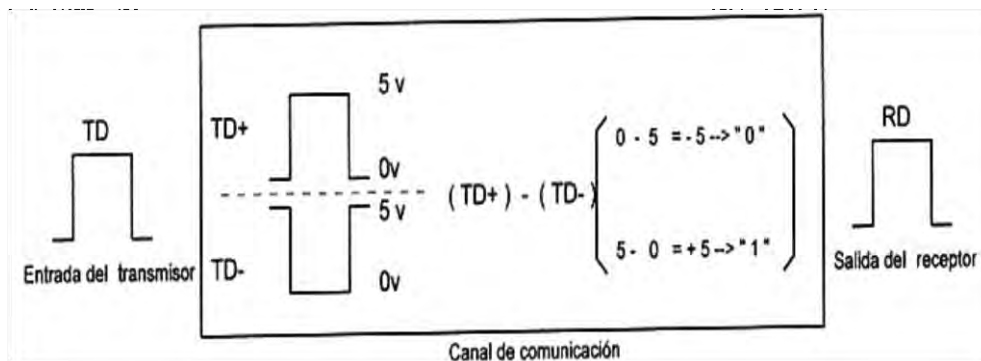 TD
Entrada del transmisor
TD+
5 v
0v
5 v
TD-
0v
( TD+ ) - ( TD- )
0 - 5 = -5 --> "0"
5 - 0 = +5 --> "1"
RD
Salida del receptor
Canal de comunicación